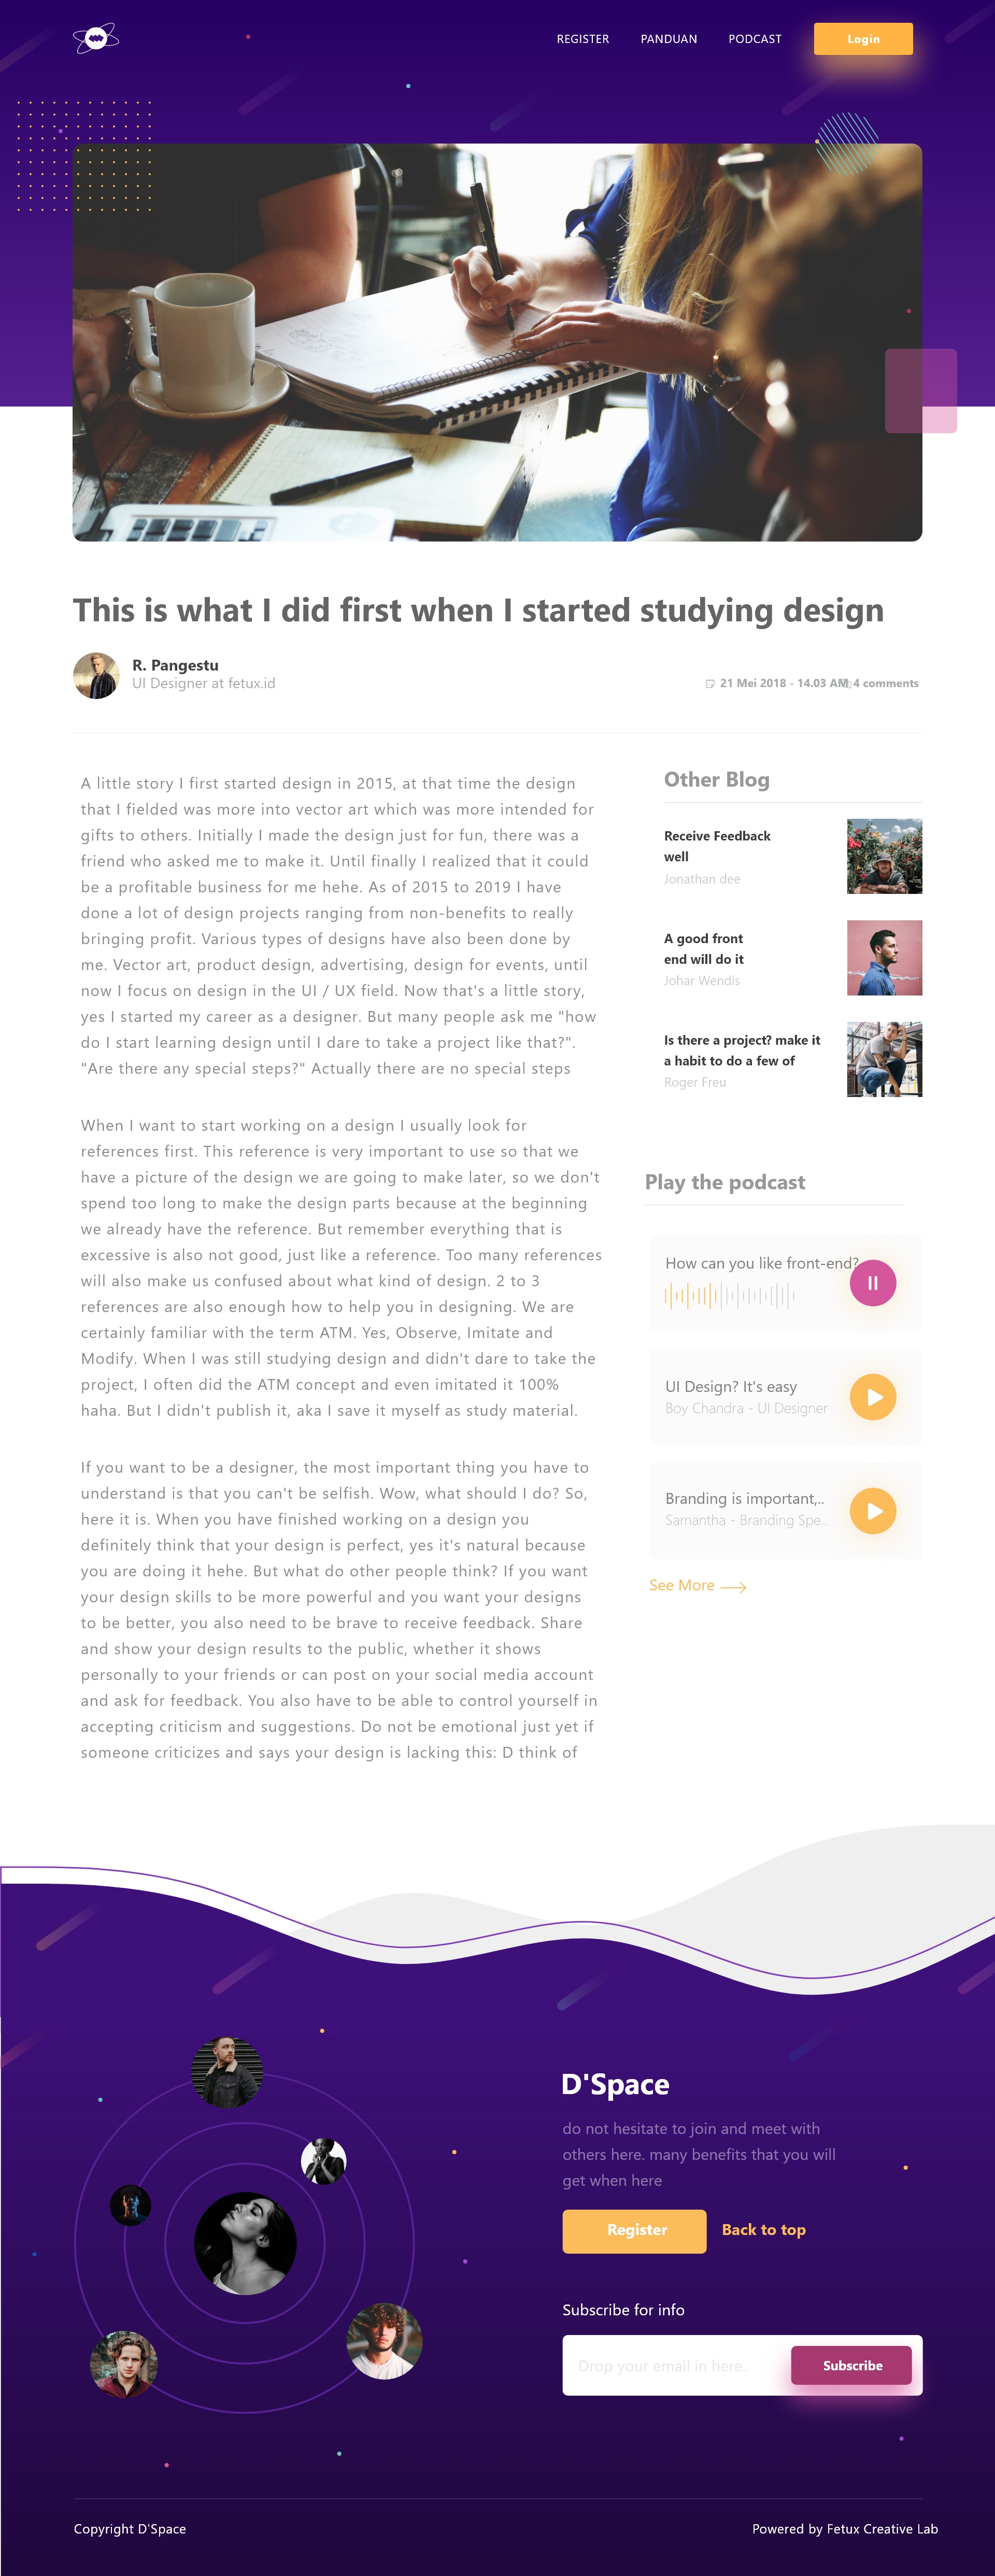 REGISTER PANDUAN PODCAST Login
This is what I did first when I started studying design
R. Pangestu
UI Designer at fetux.id
21 Mei 2018 - 14.03 AM 4 comments
A little story I first started design in 2015, at that time the design
that I fielded was more into vector art which was more intended for
gifts to others. Initially I made the design just for fun, there was a
friend who asked me to make it. Until finally I realized that it could
be a profitable business for me hehe. As of 2015 to 2019 I have
done a lot of design projects ranging from non-benefits to really
bringing profit. Various types of designs have also been done by
me. Vector art, product design, advertising, design for events, until
now I focus on design in the UI / UX field. Now that's a little story,
yes I started my career as a designer. But many people ask me "how
do I start learning design until I dare to take a project like that?".
"Are there any special steps?" Actually there are no special steps
When I want to start working on a design I usually look for
references first. This reference is very important to use so that we
have a picture of the design we are going to make later, so we don't
spend too long to make the design parts because at the beginning
we already have the reference. But remember everything that is
excessive is also not good, just like a reference. Too many references
will also make us confused about what kind of design. 2 to 3
references are also enough how to help you in designing. We are
certainly familiar with the term ATM. Yes, Observe, Imitate and
Modify. When I was still studying design and didn't dare to take the
project, I often did the ATM concept and even imitated it 100%
haha. But I didn't publish it, aka I save it myself as study material.
If you want to be a designer, the most important thing you have to
understand is that you can't be selfish. Wow, what should I do? So,
here it is. When you have finished working on a design you
definitely think that your design is perfect, yes it's natural because
you are doing it hehe. But what do other people think? If you want
your design skills to be more powerful and you want your designs
to be better, you also need to be brave to receive feedback. Share
and show your design results to the public, whether it shows
personally to your friends or can post on your social media account
and ask for feedback. You also have to be able to control yourself in
accepting criticism and suggestions. Do not be emotional just yet if
someone criticizes and says your design is lacking this: D think of
Other Blog
Receive Feedback
well
Jonathan dee
A good front
end will do it
Johar Wendis
Is there a project? make it
a habit to do a few of
Roger Freu
Play the podcast
How can you like front-end?
UI Design? It's easy
Boy Chandra - UI Designer
Branding is important,..
Samantha - Branding Spe..
See More
D'Space
do not hesitate to join and meet with
others here. many benefits that you will
get when here
Register Back to top
Subscribe for info
Drop your email in here.. Subscribe
Copyright D'Space Powered by Fetux Creative Lab